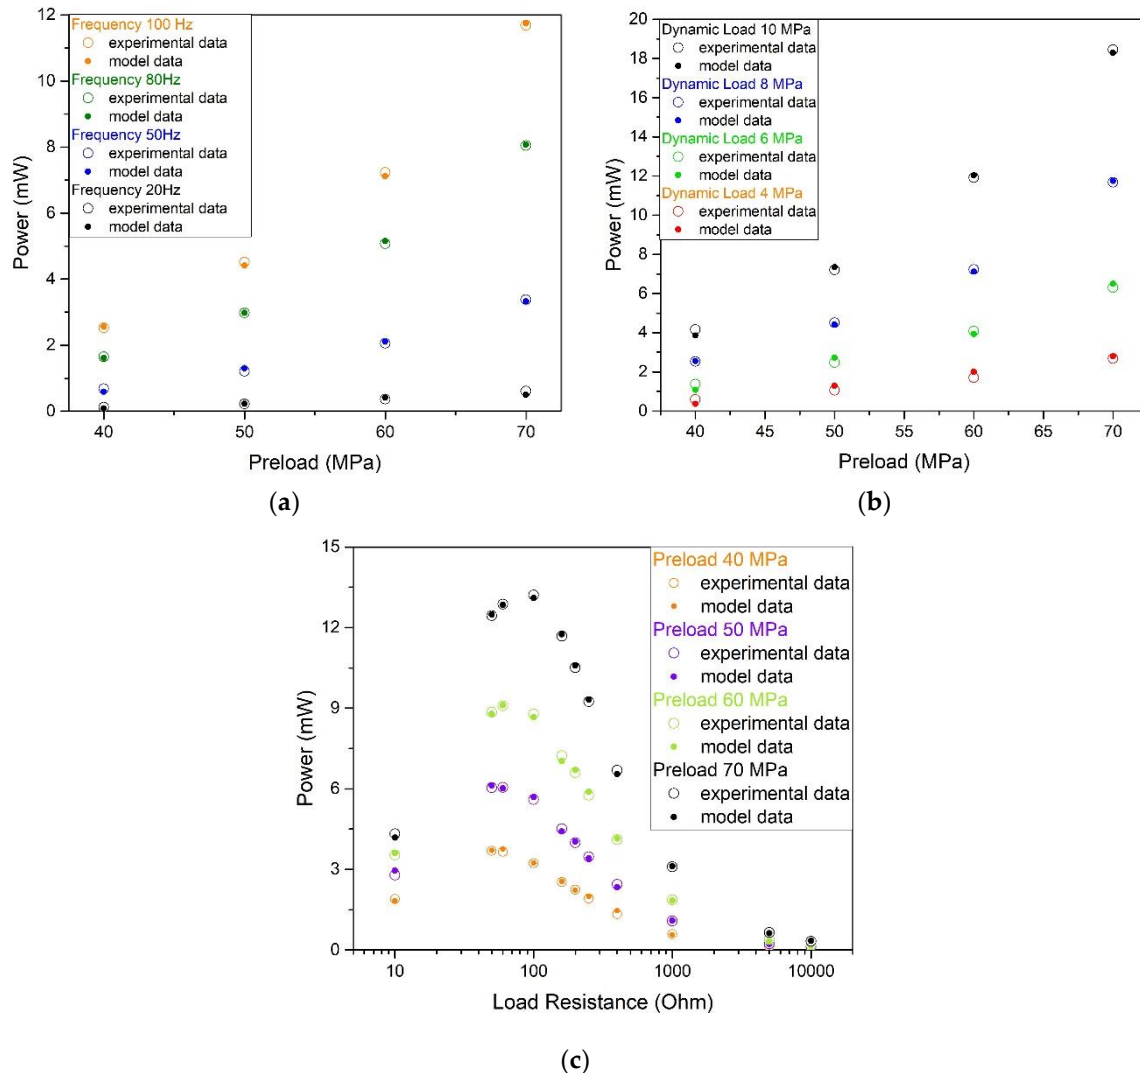 Frequency 100 Hz
experimental data
model data
Frequency 80Hz
experimental data
model data
Frequency 50Hz
experimental data
model data
Frequency 20Hz
experimental data
model data
12
10
8
6
4
2
0
Power (mW)
40 50 60 70
Preload (MPa)
(a)
Dynamic Load 10 MPa
experimental data
model data
Dynamic Load 8 MPa
experimental data
model data
Dynamic Load 6 MPa
experimental data
model data
Dynamic Load 4 MPa
experimental data
model data
20
18
16
14
12
10
8
6
4
2
0
Power (mW)
40 45 50 55 60 65 70
Preload (MPa)
(b)
Preload 40 MPa
experimental data
model data
Preload 50 MPa
experimental data
model data
Preload 60 MPa
experimental data
model data
Preload 70 MPa
experimental data
model data
15
12
9
6
3
0
Power (mW)
10 100 1000 10000
Load Resistance (Ohm)
(c)